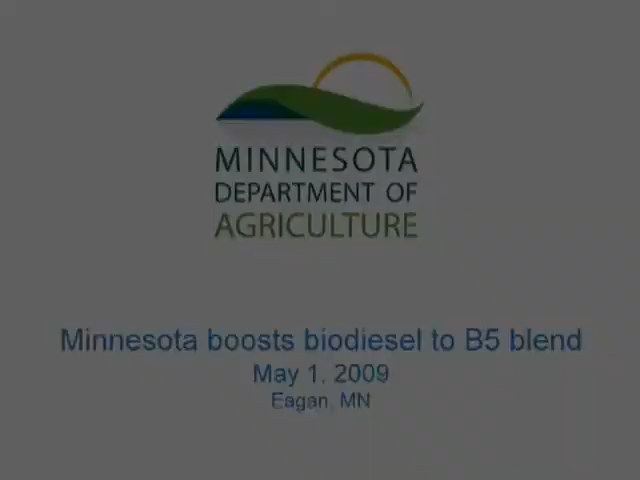 MINNESOTA
DEPARTMENT OF
AGRICULTURE
Minnesota boosts biodiesel to B5 blend
May 1, 2009
Eagan, MN